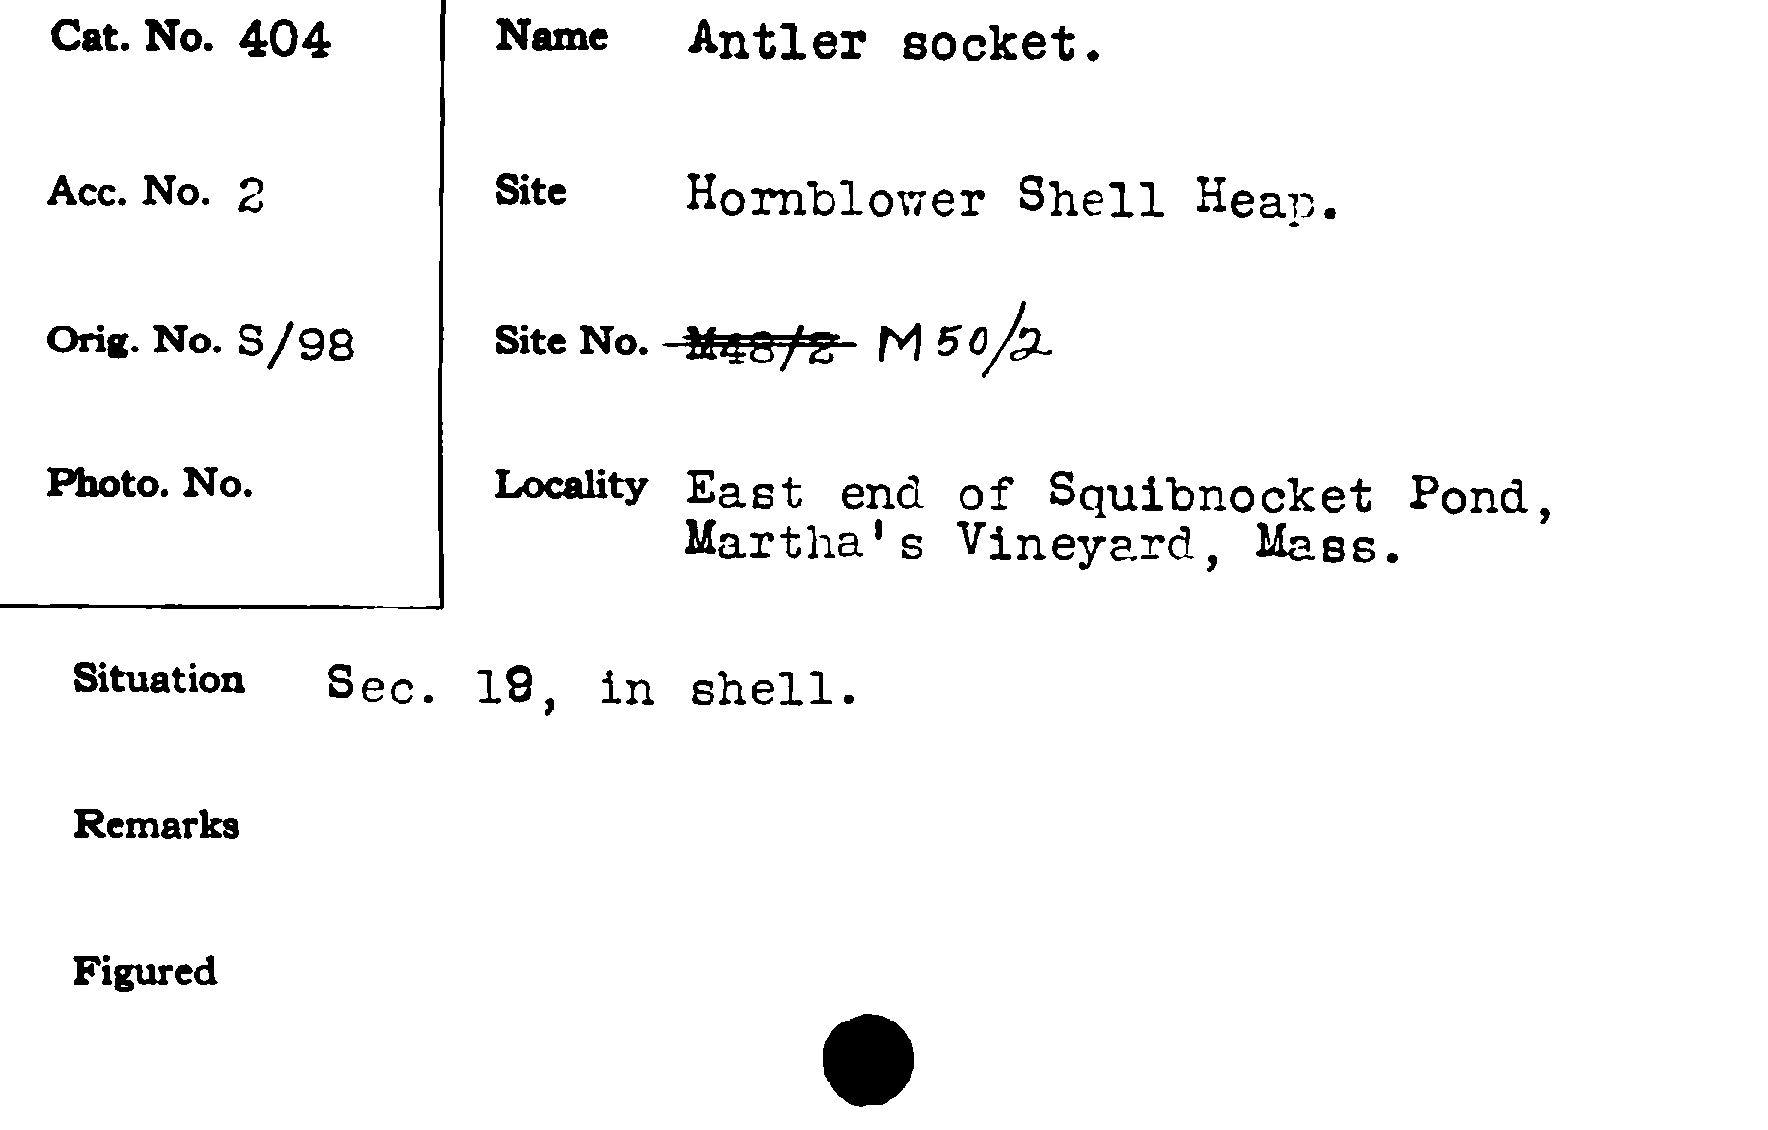 Cat. No. 404
Name Antler socket.
Acc. No. 2
Site Hornblower Shell Heap.
Orig. No. S/98
Site No. M48/2 M50/2
Photo. No.
Locality East end of Squibnocket Pond,
Martha's Vineyard, Mass.
Situation Sec. 19, in shell.
Remarks
Figured